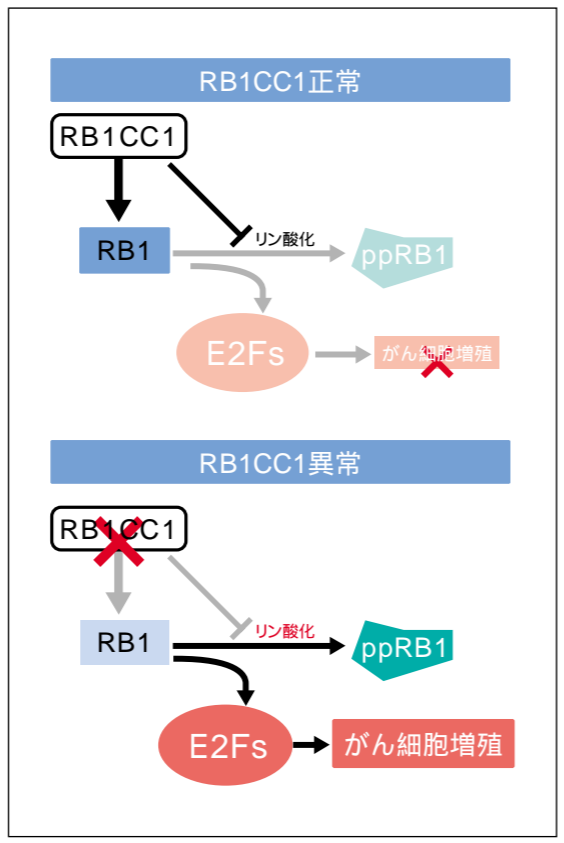 RB1CC1正常
RB1CC1
リン酸化
RB1
ppRB1
E2Fs
がん細胞増殖
RB1CC1異常
RB1CC1
リン酸化
RB1
ppRB1
E2Fs
がん細胞増殖